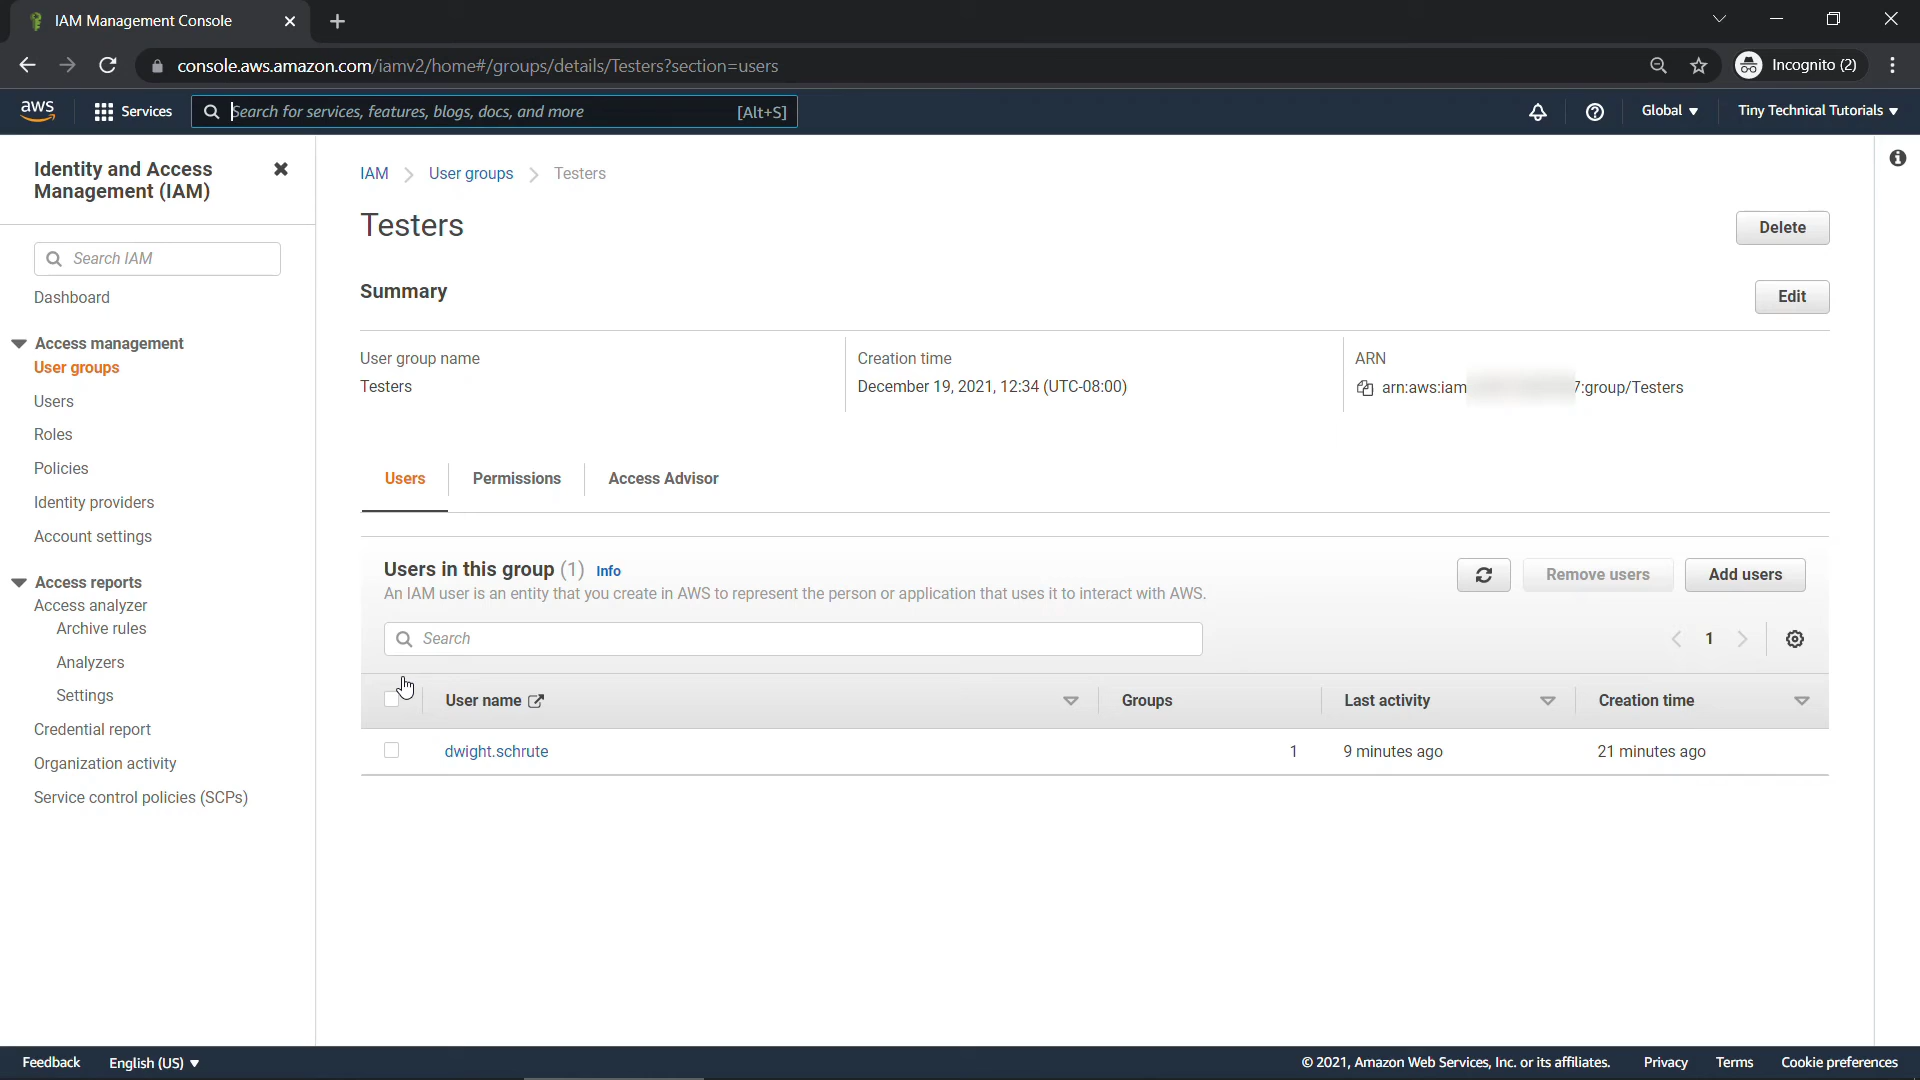 IAM Management Console
console.aws.amazon.com/iamv2/home#/groups/details/Testers?section=users
Incognito (2)
aws
Services
Search for services, features, blogs, docs, and more
[Alt+S]
Global
Tiny Technical Tutorials
Identity and Access
Management (IAM)
Search IAM
Dashboard
Access management
User groups
Users
Roles
Policies
Identity providers
Account settings
Access reports
Access analyzer
Archive rules
Analyzers
Settings
Credential report
Organization activity
Service control policies (SCPs)
IAM
User groups
Testers
Testers
Delete
Summary
Edit
User group name
Testers
Creation time
December 19, 2021, 12:34 (UTC-08:00)
ARN
arn:aws:iam 7:group/Testers
Users
Permissions
Access Advisor
Users in this group (1) Info
An IAM user is an entity that you create in AWS to represent the person or application that uses it to interact with AWS.
Remove users
Add users
Search
1
User name
Groups
Last activity
Creation time
dwight.schrute
1
9 minutes ago
21 minutes ago
Feedback
English (US)
© 2021, Amazon Web Services, Inc. or its affiliates.
Privacy
Terms
Cookie preferences